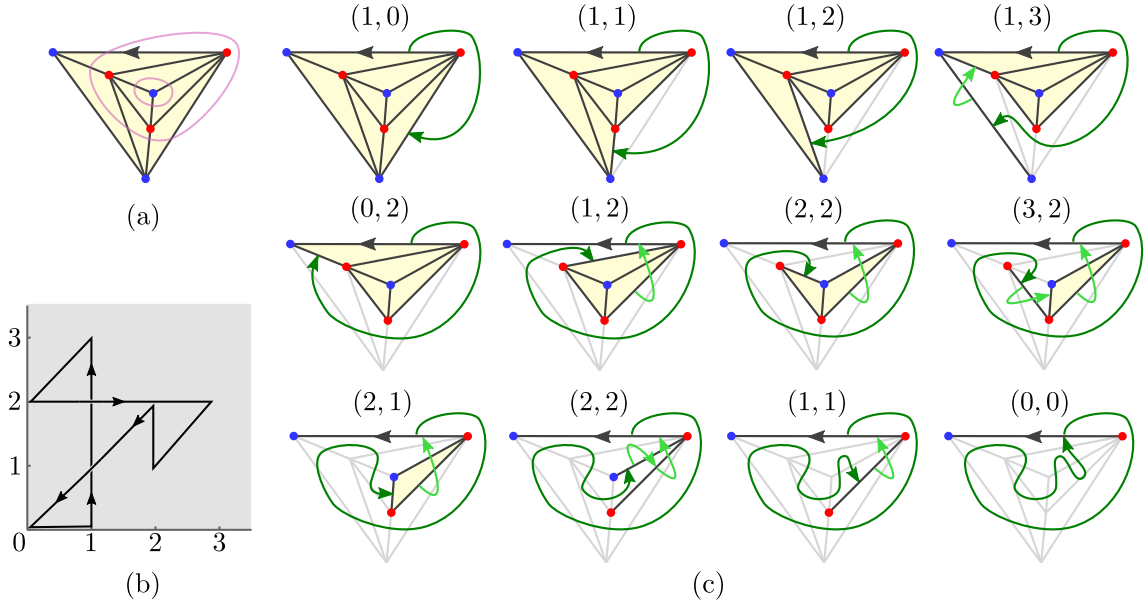 (1, 0) (1, 1) (1, 2) (1, 3)
(a)
(0, 2) (1, 2) (2, 2) (3, 2)
3
2
1
0 1 2 3
(b)
(2, 1) (2, 2) (1, 1) (0, 0)
(c)